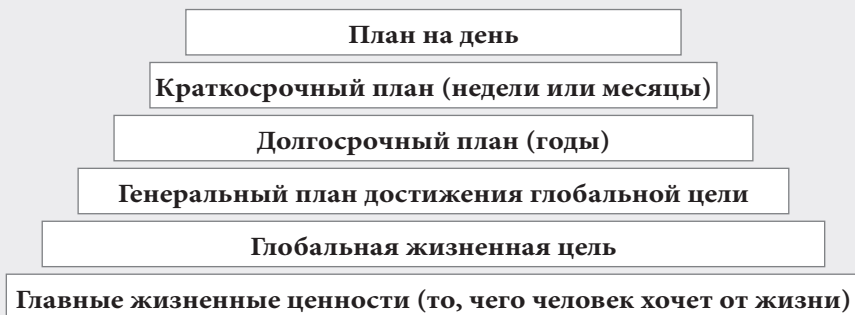 План на день
Краткосрочный план (недели или месяцы)
Долгосрочный план (годы)
Генеральный план достижения глобальной цели
Глобальная жизненная цель
Главные жизненные ценности (то, чего человек хочет от жизни)